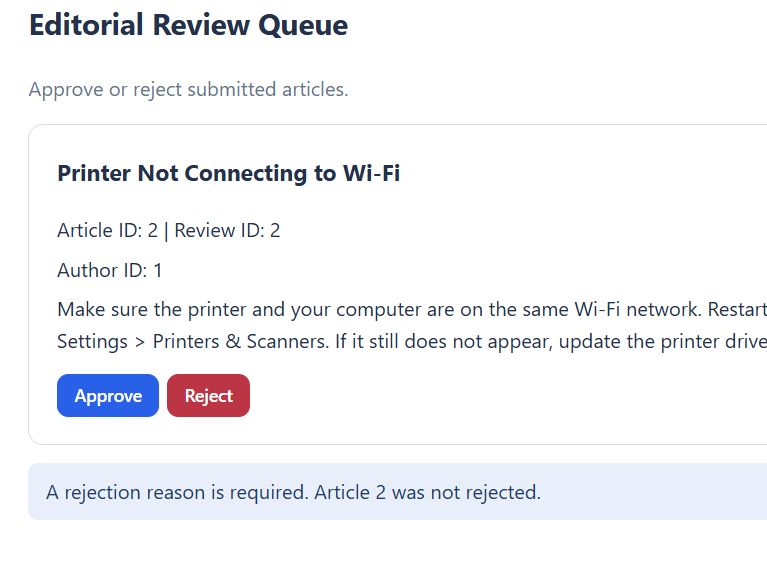 Editorial Review Queue
Approve or reject submitted articles.
Printer Not Connecting to Wi-Fi
Article ID: 2 | Review ID: 2
Author ID: 1
Make sure the printer and your computer are on the same Wi-Fi network. Restart
Settings > Printers & Scanners. If it still does not appear, update the printer drive
Approve Reject
A rejection reason is required. Article 2 was not rejected.